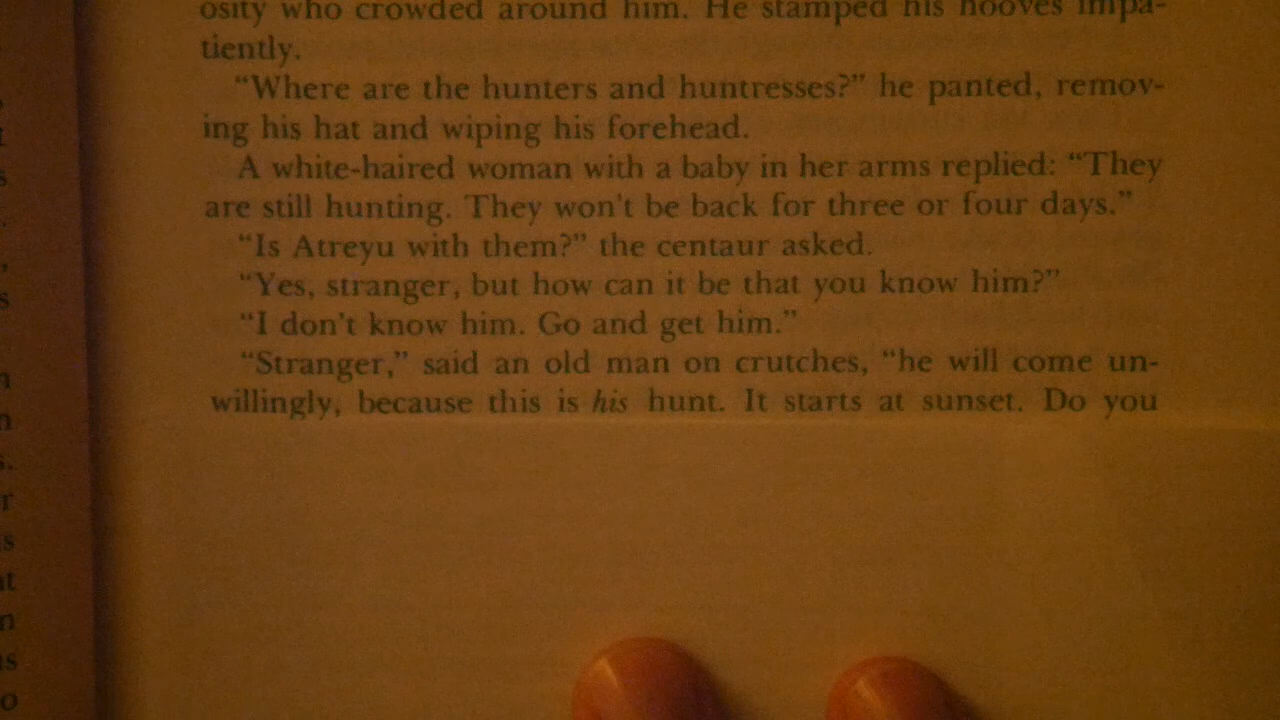 osity who crowded around him. He stamped his hooves impa-
tiently.
“Where are the hunters and huntresses?” he panted, remov-
ing his hat and wiping his forehead.
A white-haired woman with a baby in her arms replied: “They
are still hunting. They won't be back for three or four days.”
“Is Atreyu with them?” the centaur asked.
“Yes, stranger, but how can it be that you know him?”
“I don't know him. Go and get him.”
“Stranger,” said an old man on crutches, “he will come un-
willingly, because this is his hunt. It starts at sunset. Do you